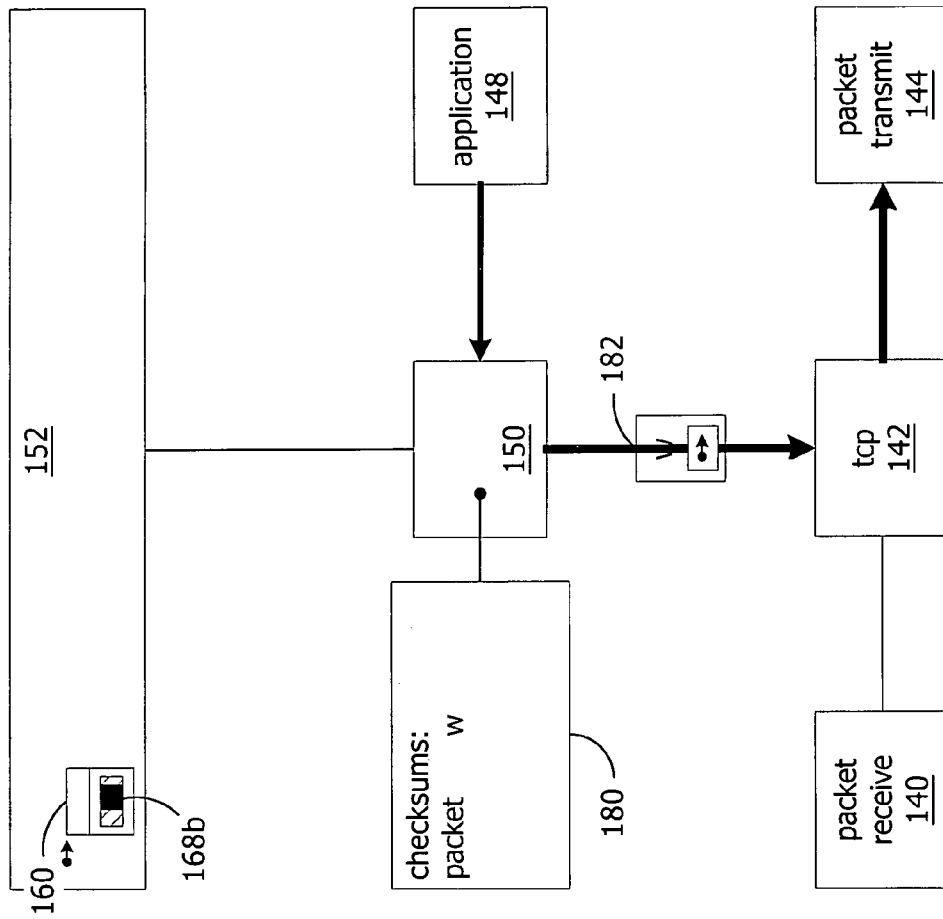 160
152
168b
checksums:
packet w
application
148
150
180
182
packet
receive
140
tcp
142
packet
transmit
144